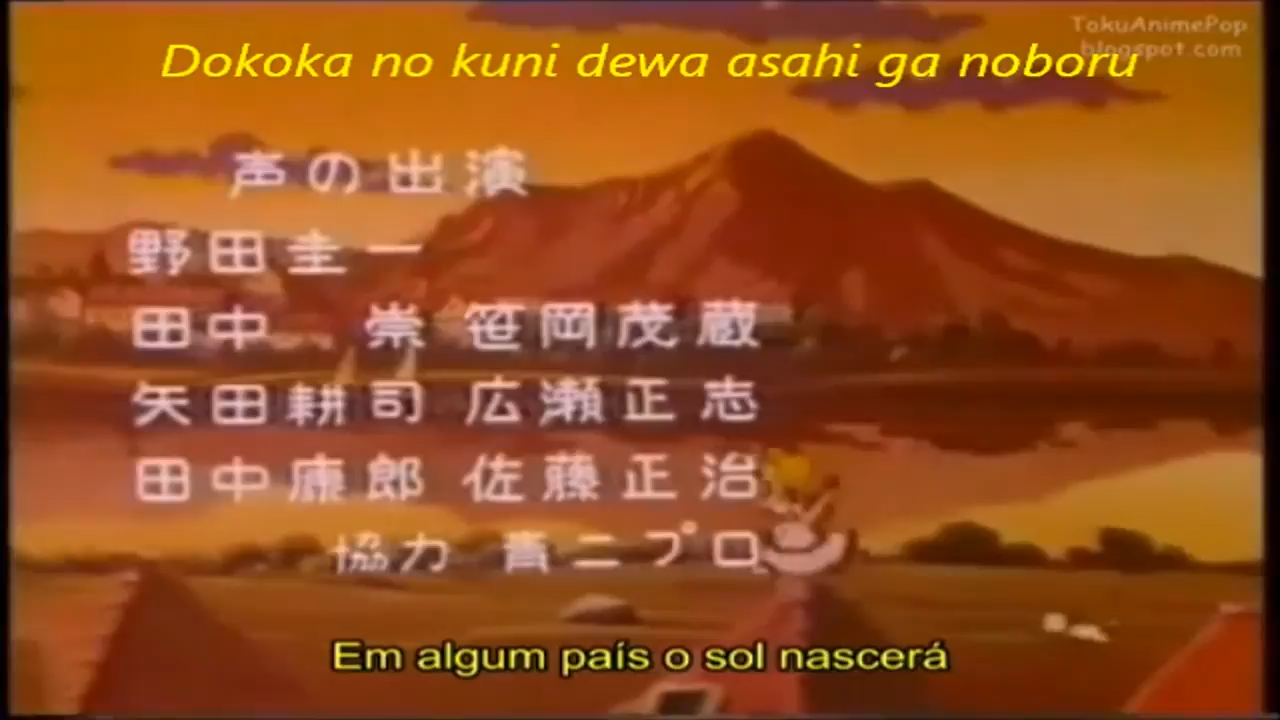 TokuAnimePop
blogspot.com
Dokoka no kuni dewa asahi ga noboru
声の出演
野田圭一
田中 崇 笹岡茂蔵
矢田耕司 広瀬正志
田中康郎 佐藤正治
協力 青二プロ
Em algum país o sol nascerá